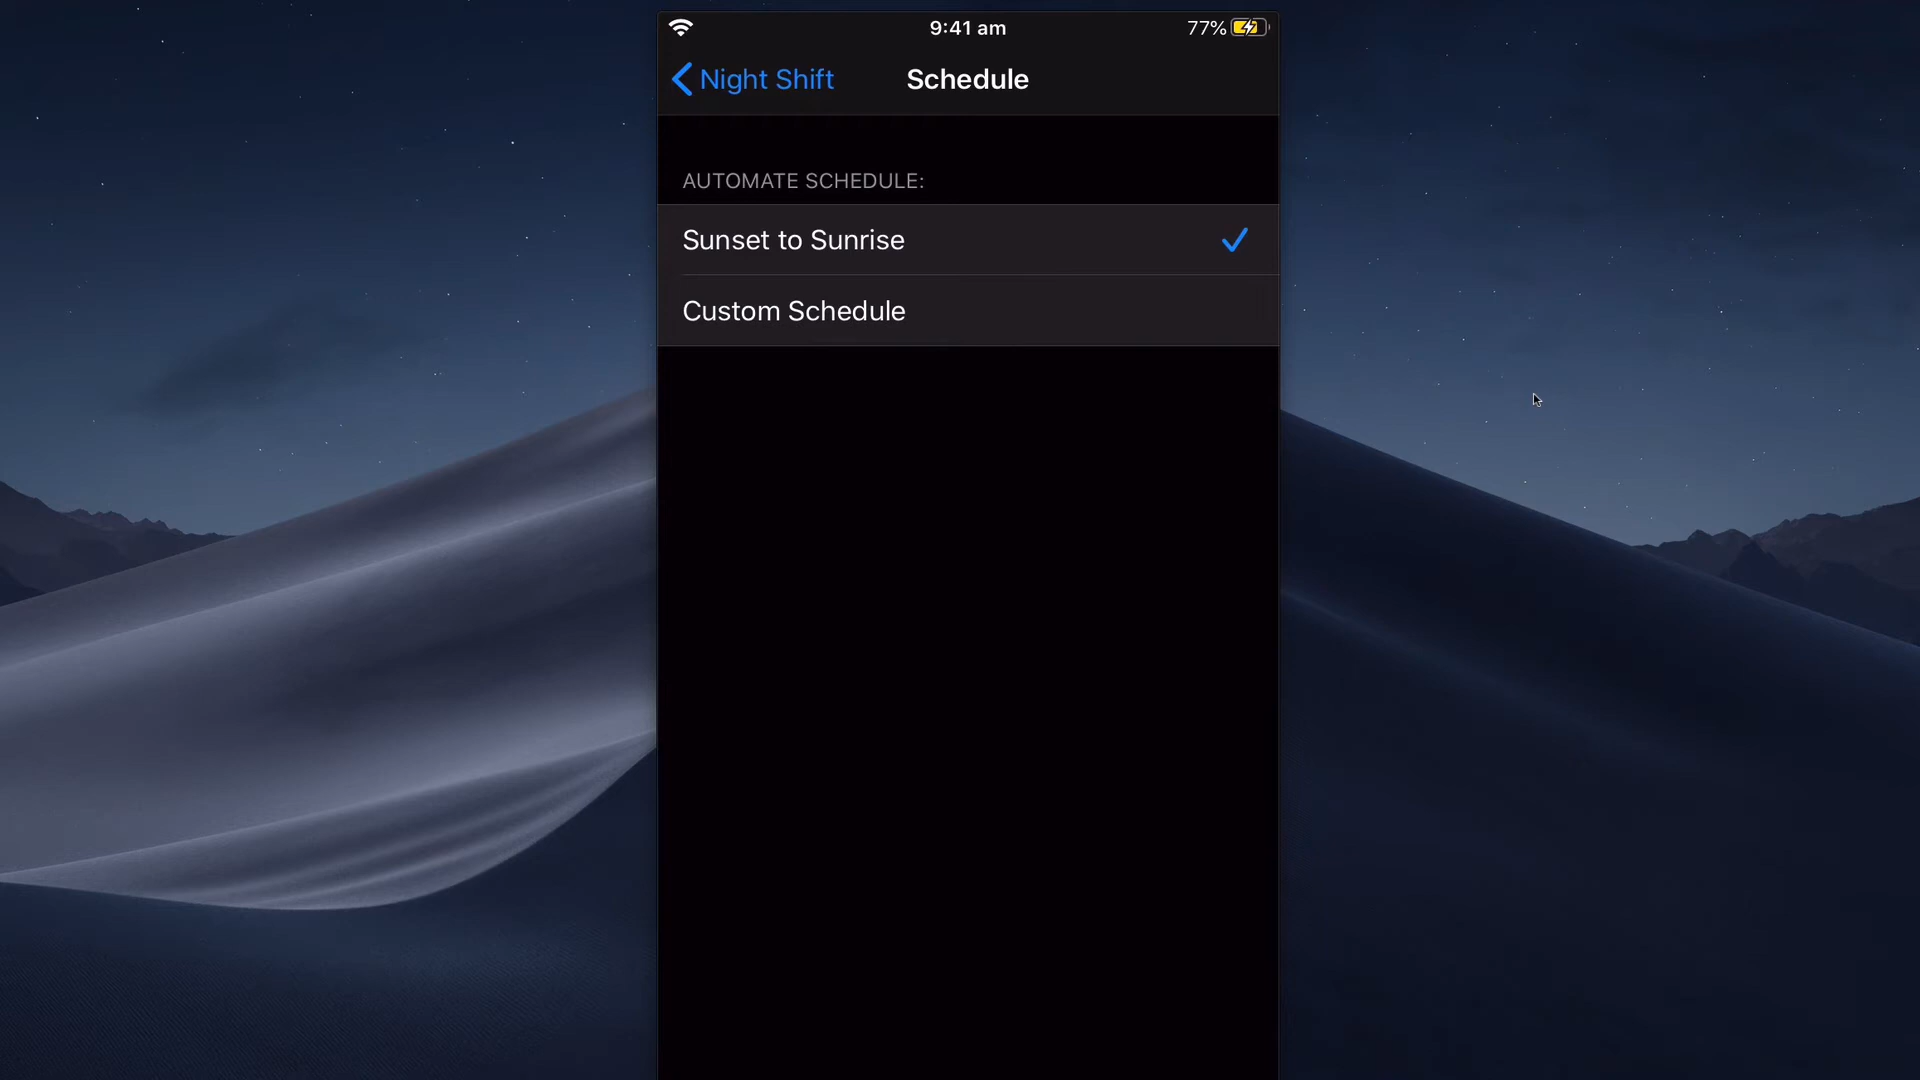 9:41 am
77%
Night Shift
Schedule
AUTOMATE SCHEDULE:
Sunset to Sunrise
Custom Schedule